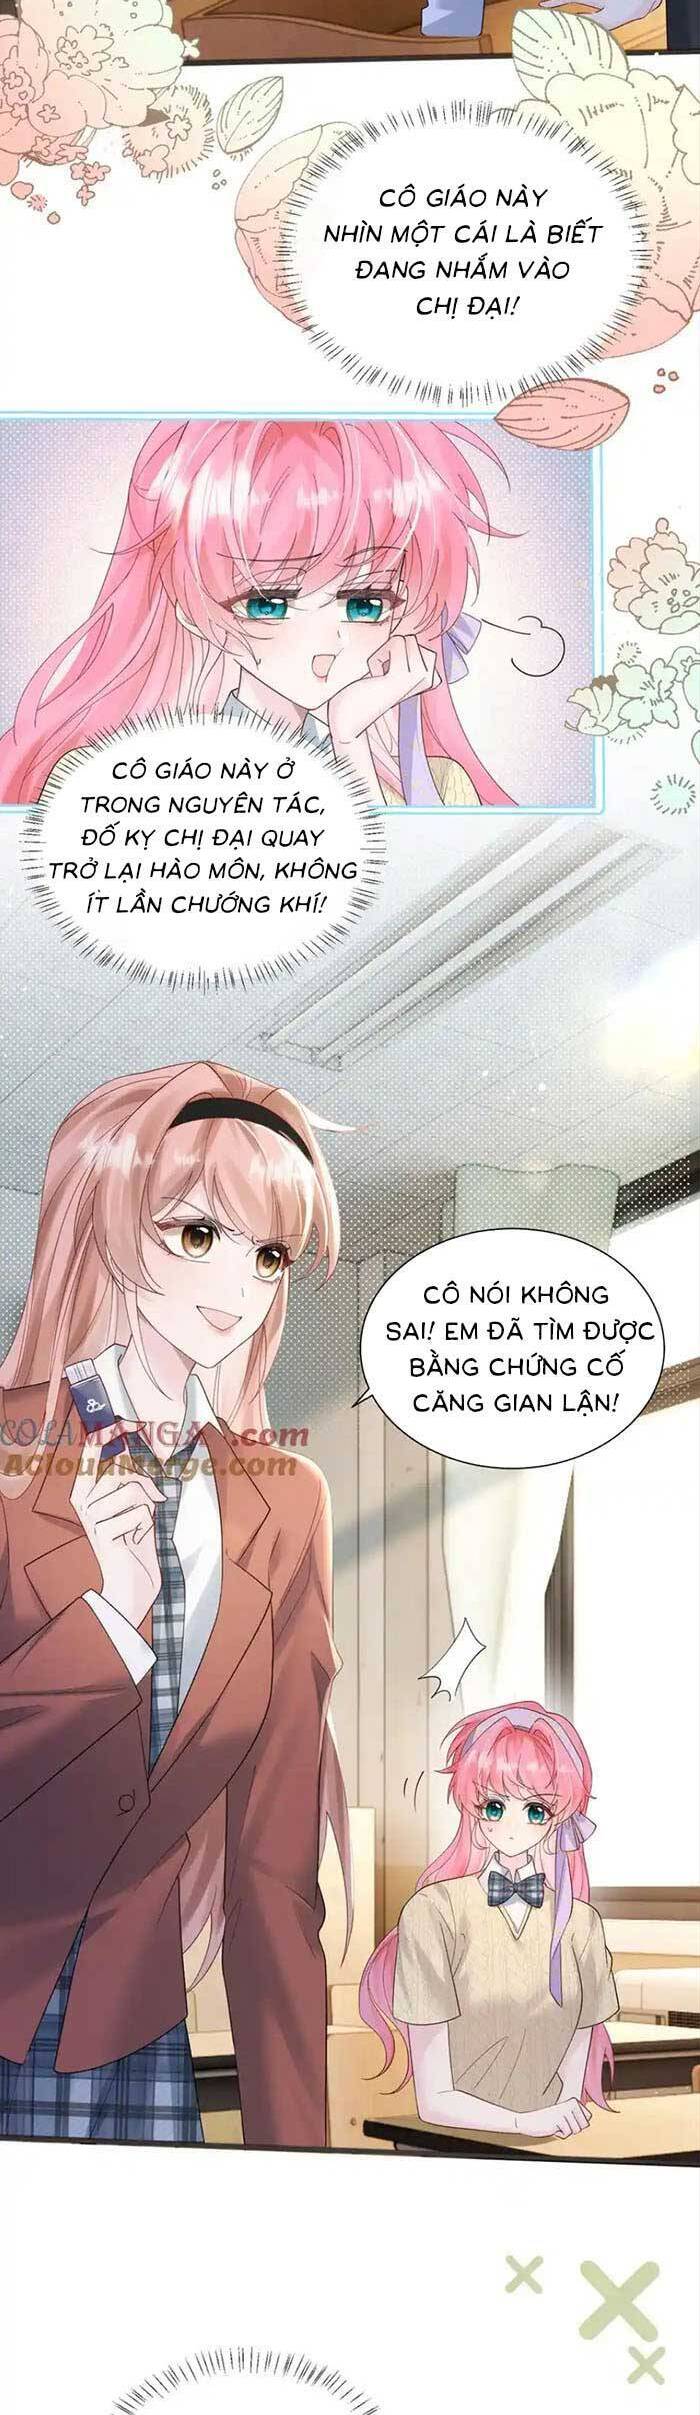 CÔ GIÁO NÀY
NHÌN MỘT CÁI LÀ BIẾT
ĐANG NHẮM VÀO
CHỊ ĐẠI!
CÔ GIÁO NÀY Ở
TRONG NGUYÊN TÁC,
ĐỐ KỴ CHỊ ĐẠI QUAY
TRỞ LẠI HÀO MÔN, KHÔNG
ÍT LẦN CHƯỚNG KHÍ!
CÔ NÓI KHÔNG
SAI! EM ĐÃ TÌM ĐƯỢC
BẰNG CHỨNG CỐ
CĂNG GIAN LẬN!
COLAMANGA.com
ACloudMerge.com